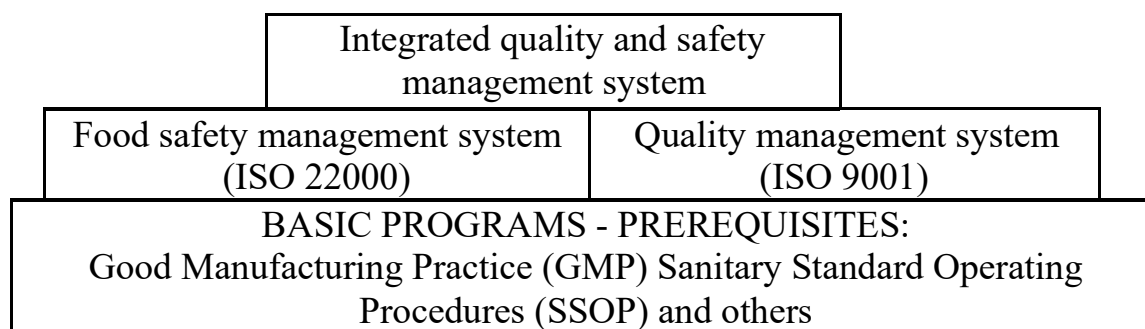 Integrated quality and safety
management system
Food safety management system
(ISO 22000)
Quality management system
(ISO 9001)
BASIC PROGRAMS - PREREQUISITES:
Good Manufacturing Practice (GMP) Sanitary Standard Operating
Procedures (SSOP) and others